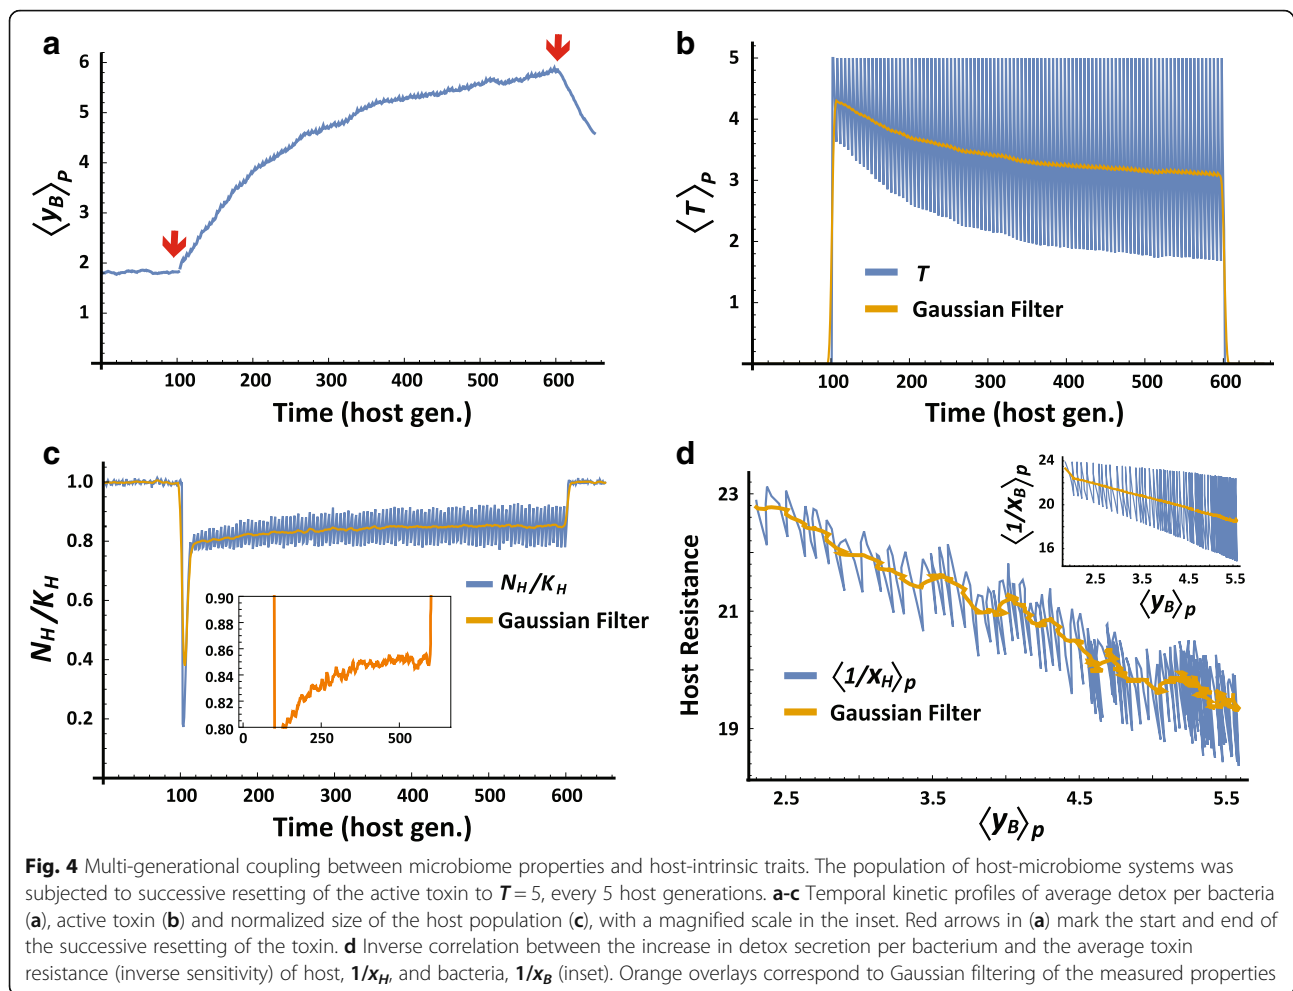 a
6
5
4
3
2
1
⟨yB⟩P
100 200 300 400 500 600
Time (host gen.)
b
5
4
3
2
1
⟨T⟩P
T
Gaussian Filter
100 200 300 400 500 600
Time (host gen.)
c
1.0
0.8
0.6
0.4
0.2
NH/KH
NH/KH
Gaussian Filter
0.90
0.88
0.86
0.84
0.82
0.80
0 250 500
100 200 300 400 500 600
Time (host gen.)
d
23
21
19
Host Resistance
24
20
16
⟨1/xB⟩p
2.5 3.5 4.5 5.5
⟨yB⟩p
⟨1/xH⟩p
Gaussian Filter
2.5 3.5 4.5 5.5
⟨yB⟩p
Fig. 4 Multi-generational coupling between microbiome properties and host-intrinsic traits. The population of host-microbiome systems was
subjected to successive resetting of the active toxin to T = 5, every 5 host generations. a-c Temporal kinetic profiles of average detox per bacteria
(a), active toxin (b) and normalized size of the host population (c), with a magnified scale in the inset. Red arrows in (a) mark the start and end of
the successive resetting of the toxin. d Inverse correlation between the increase in detox secretion per bacterium and the average toxin
resistance (inverse sensitivity) of host, 1/xH, and bacteria, 1/xB (inset). Orange overlays correspond to Gaussian filtering of the measured properties